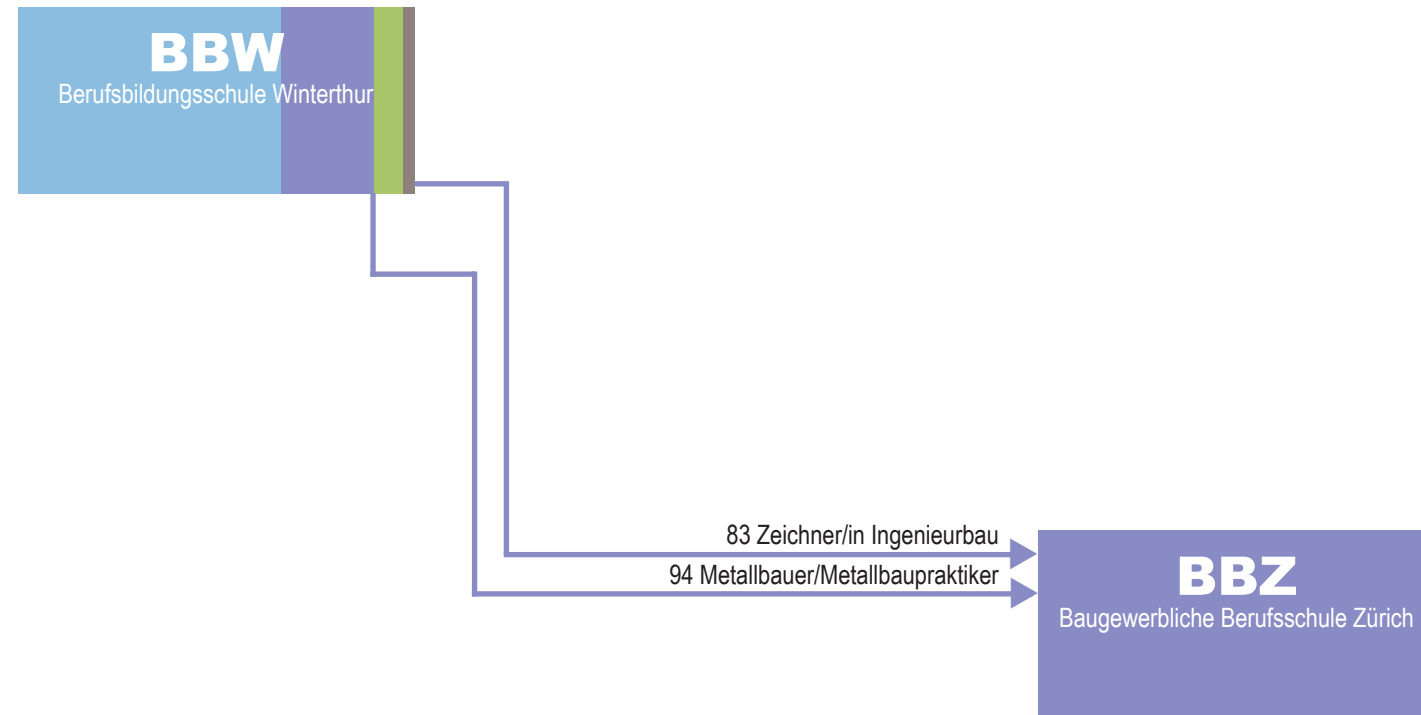 BBW
Berufsbildungsschule Winterthur
83 Zeichner/in Ingenieurbau
94 Metallbauer/Metallbaupraktiker
BBZ
Baugewerbliche Berufsschule Zürich